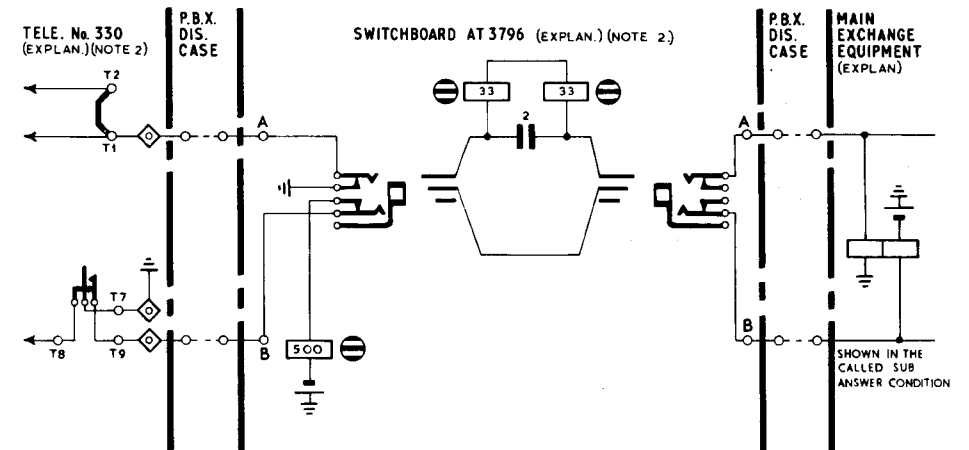 TELE. No. 330
(EXPLAN.) (NOTE 2)
P.B.X.
DIS.
CASE
SWITCHBOARD AT 3796 (EXPLAN.) (NOTE 2.)
P.B.X.
DIS.
CASE
MAIN
EXCHANGE
EQUIPMENT
(EXPLAN)
T2
T1
A
33
33
2
A
T7
T8
T9
B
500
B
SHOWN IN THE
CALLED SUB
ANSWER CONDITION